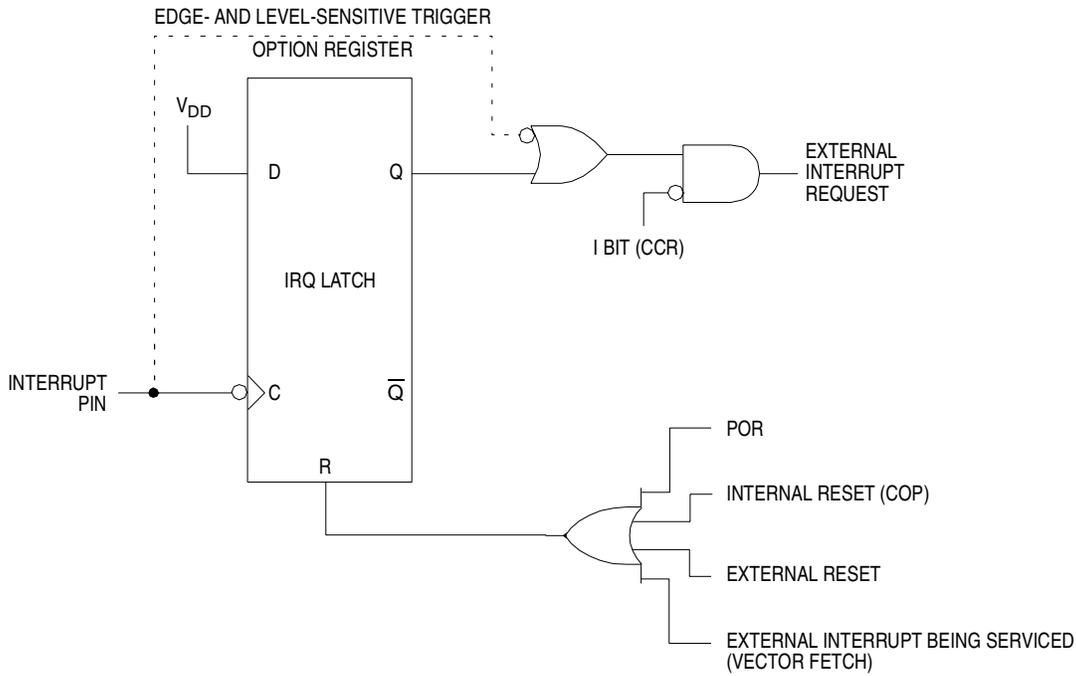 EDGE- AND LEVEL-SENSITIVE TRIGGER
OPTION REGISTER
VDD
D
Q
EXTERNAL
INTERRUPT
REQUEST
I BIT (CCR)
IRQ LATCH
INTERRUPT
PIN
C
Q̅
R
POR
INTERNAL RESET (COP)
EXTERNAL RESET
EXTERNAL INTERRUPT BEING SERVICED
(VECTOR FETCH)